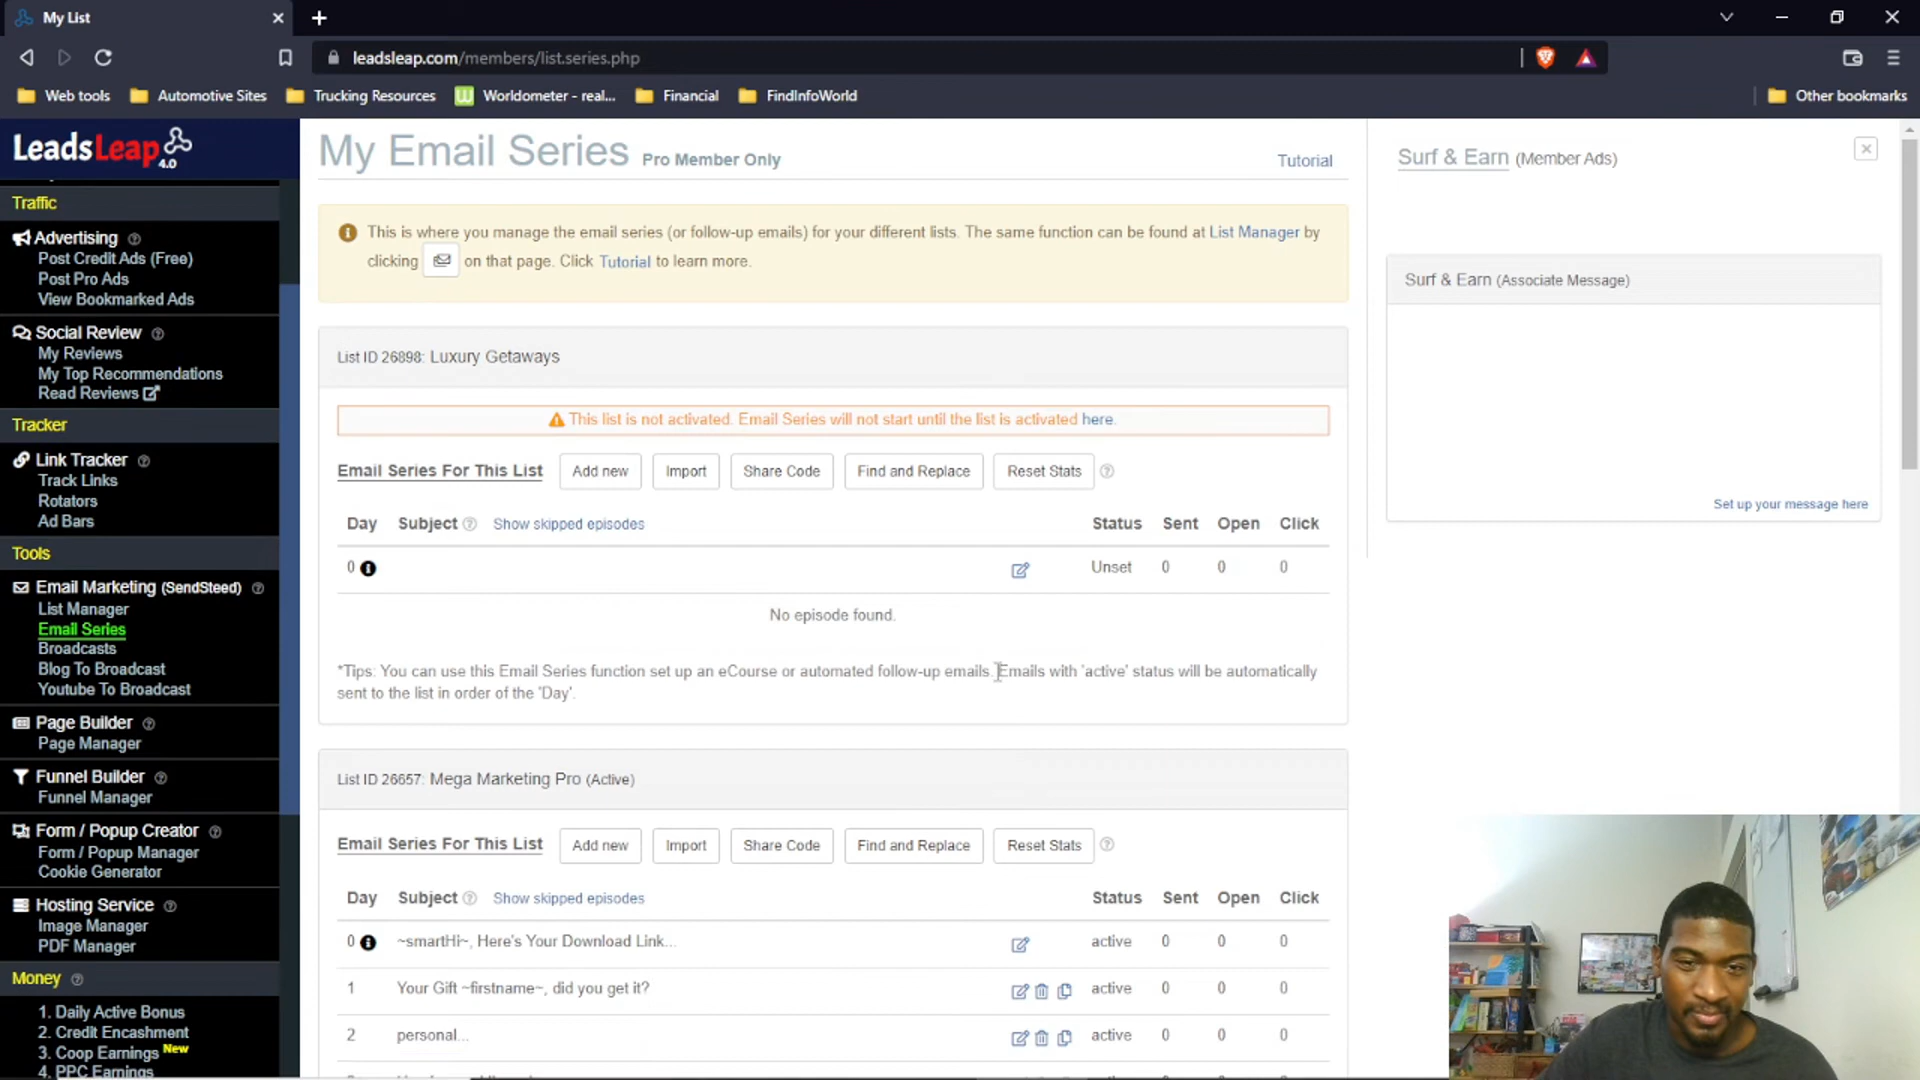 My List
leadsleap.com/members/list.series.php
Web tools
Automotive Sites
Trucking Resources
W Worldometer - real...
Financial
FindInfoWorld
Other bookmarks
LeadsLeap 4.0
Traffic
Advertising
Post Credit Ads (Free)
Post Pro Ads
View Bookmarked Ads
Social Review
My Reviews
My Top Recommendations
Read Reviews
Tracker
Link Tracker
Track Links
Rotators
Ad Bars
Tools
Email Marketing (SendSteed)
List Manager
Email Series
Broadcasts
Blog To Broadcast
Youtube To Broadcast
Page Builder
Page Manager
Funnel Builder
Funnel Manager
Form / Popup Creator
Form / Popup Manager
Cookie Generator
Hosting Service
Image Manager
PDF Manager
Money
1. Daily Active Bonus
2. Credit Encashment
3. Coop Earnings New
4. PPC Earnings
My Email Series Pro Member Only
Tutorial
This is where you manage the email series (or follow-up emails) for your different lists. The same function can be found at List Manager by
clicking on that page. Click Tutorial to learn more.
List ID 26898: Luxury Getaways
This list is not activated. Email Series will not start until the list is activated here.
Email Series For This List Add new Import Share Code Find and Replace Reset Stats
Day Subject Show skipped episodes Status Sent Open Click
0 Unset 0 0 0
No episode found.
*Tips: You can use this Email Series function set up an eCourse or automated follow-up emails. Emails with 'active' status will be automatically
sent to the list in order of the 'Day'.
List ID 26657: Mega Marketing Pro (Active)
Email Series For This List Add new Import Share Code Find and Replace Reset Stats
Day Subject Show skipped episodes Status Sent Open Click
0 ~smartHi~, Here's Your Download Link... active 0 0 0
1 Your Gift ~firstname~, did you get it? active 0 0 0
2 personal... active 0 0 0
Surf & Earn (Member Ads)
Surf & Earn (Associate Message)
Set up your message here